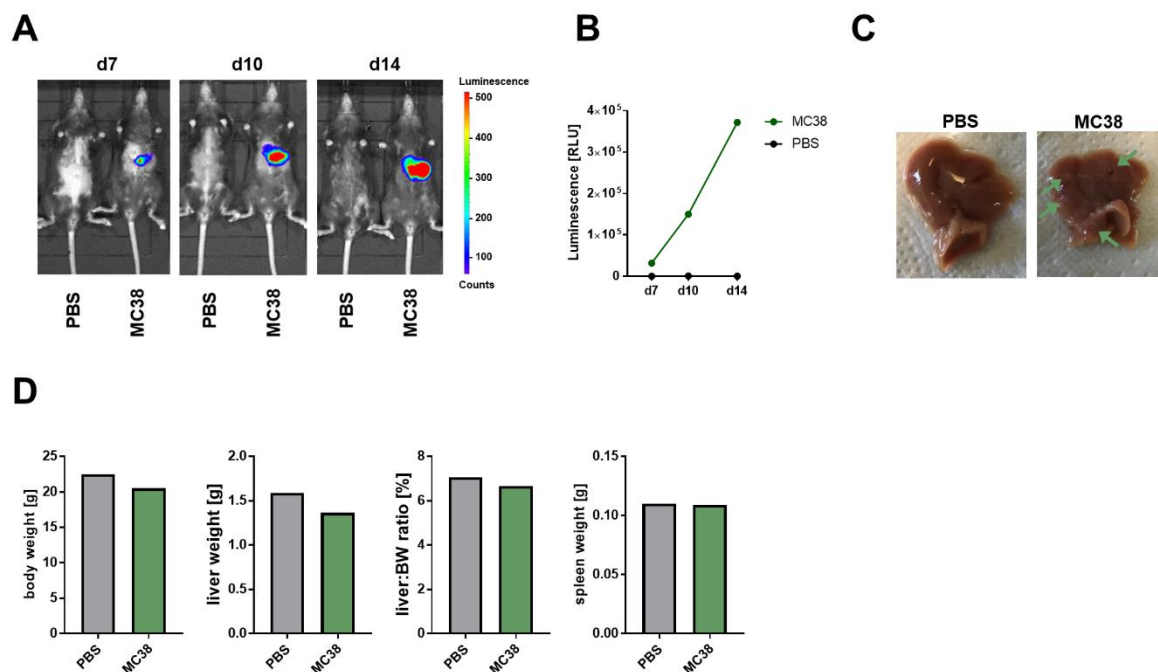 A
d7 d10 d14
Luminescence
500
400
300
200
100
Counts
PBS MC38 PBS MC38 PBS MC38
B
Luminescence [RLU]
4×10⁵
3×10⁵
2×10⁵
1×10⁵
0
d7 d10 d14
MC38
PBS
C
PBS MC38
D
body weight [g]
25
20
15
10
5
0
PBS MC38
liver weight [g]
2.0
1.5
1.0
0.5
0.0
PBS MC38
liver:BW ratio [%]
8
6
4
2
0
PBS MC38
spleen weight [g]
0.15
0.10
0.05
0.00
PBS MC38